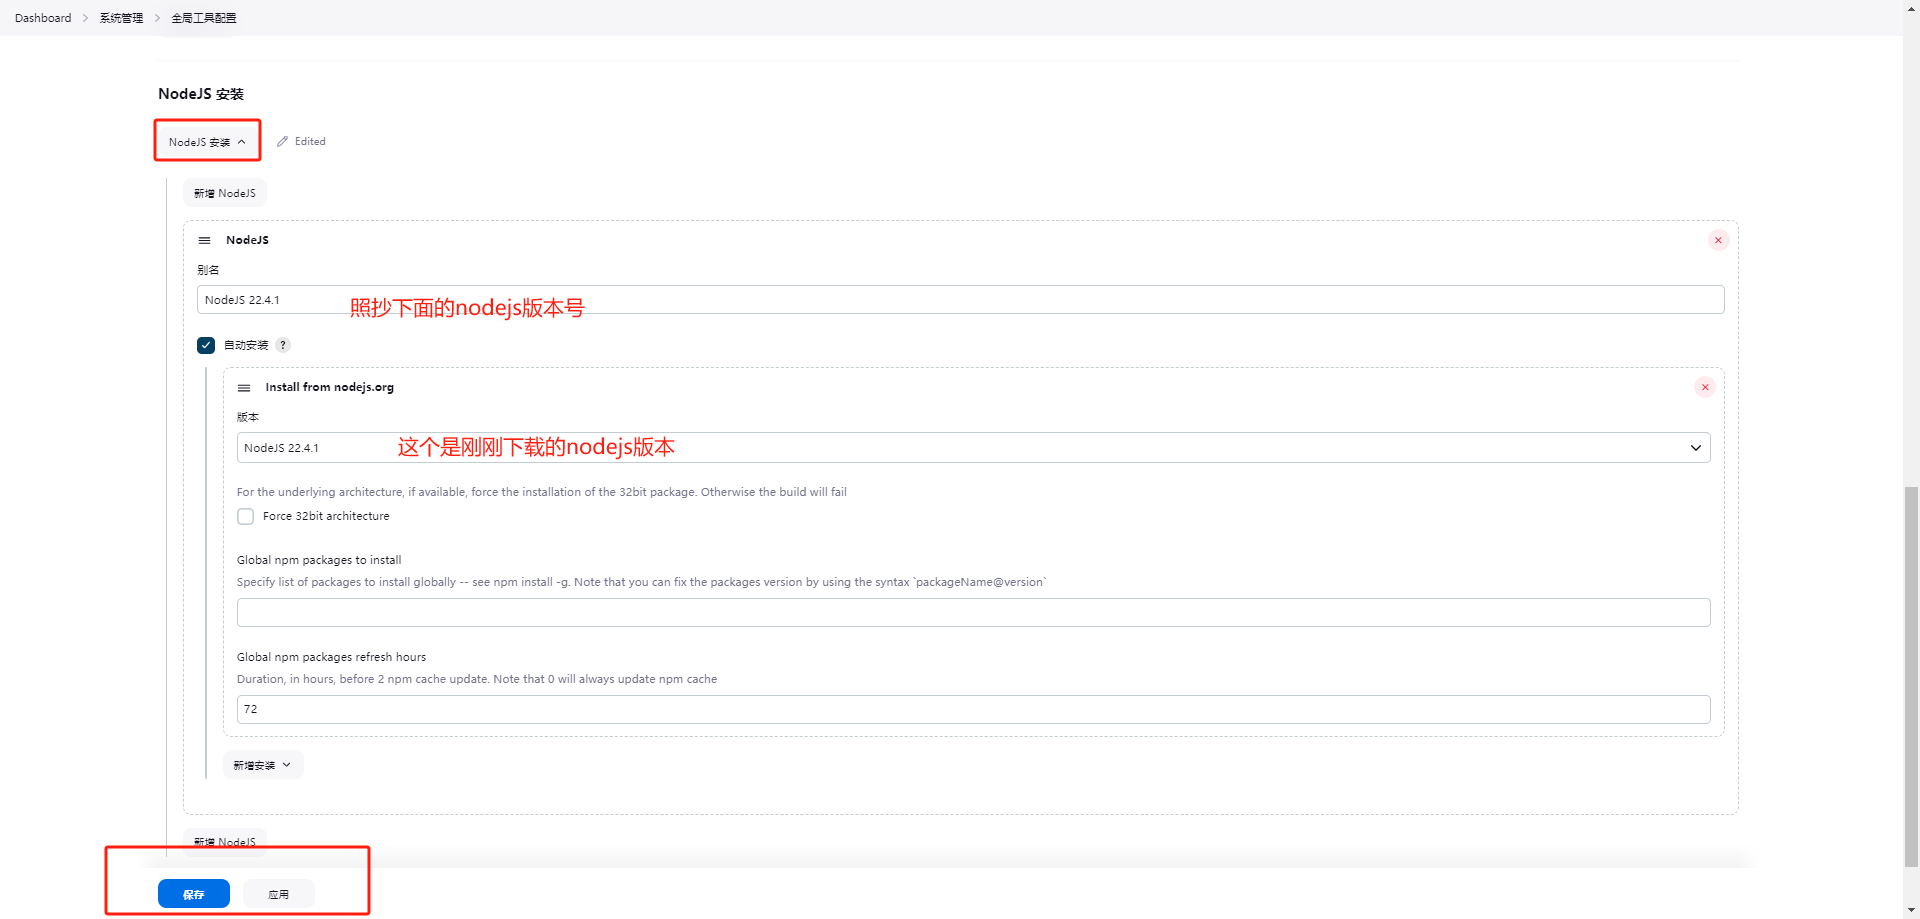 Dashboard > 系统管理 > 全局工具配置
NodeJS 安装
NodeJS 安装 Edited
新增 NodeJS
NodeJS
别名
NodeJS 22.4.1 照抄下面的nodejs版本号
自动安装 ?
Install from nodejs.org
版本
NodeJS 22.4.1 这个是刚刚下载的nodejs版本
For the underlying architecture, if available, force the installation of the 32bit package. Otherwise the build will fail
Force 32bit architecture
Global npm packages to install
Specify list of packages to install globally -- see npm install -g. Note that you can fix the packages version by using the syntax `packageName@version`
Global npm packages refresh hours
Duration, in hours, before 2 npm cache update. Note that 0 will always update npm cache
72
新增安装
新增 NodeJS
保存 应用